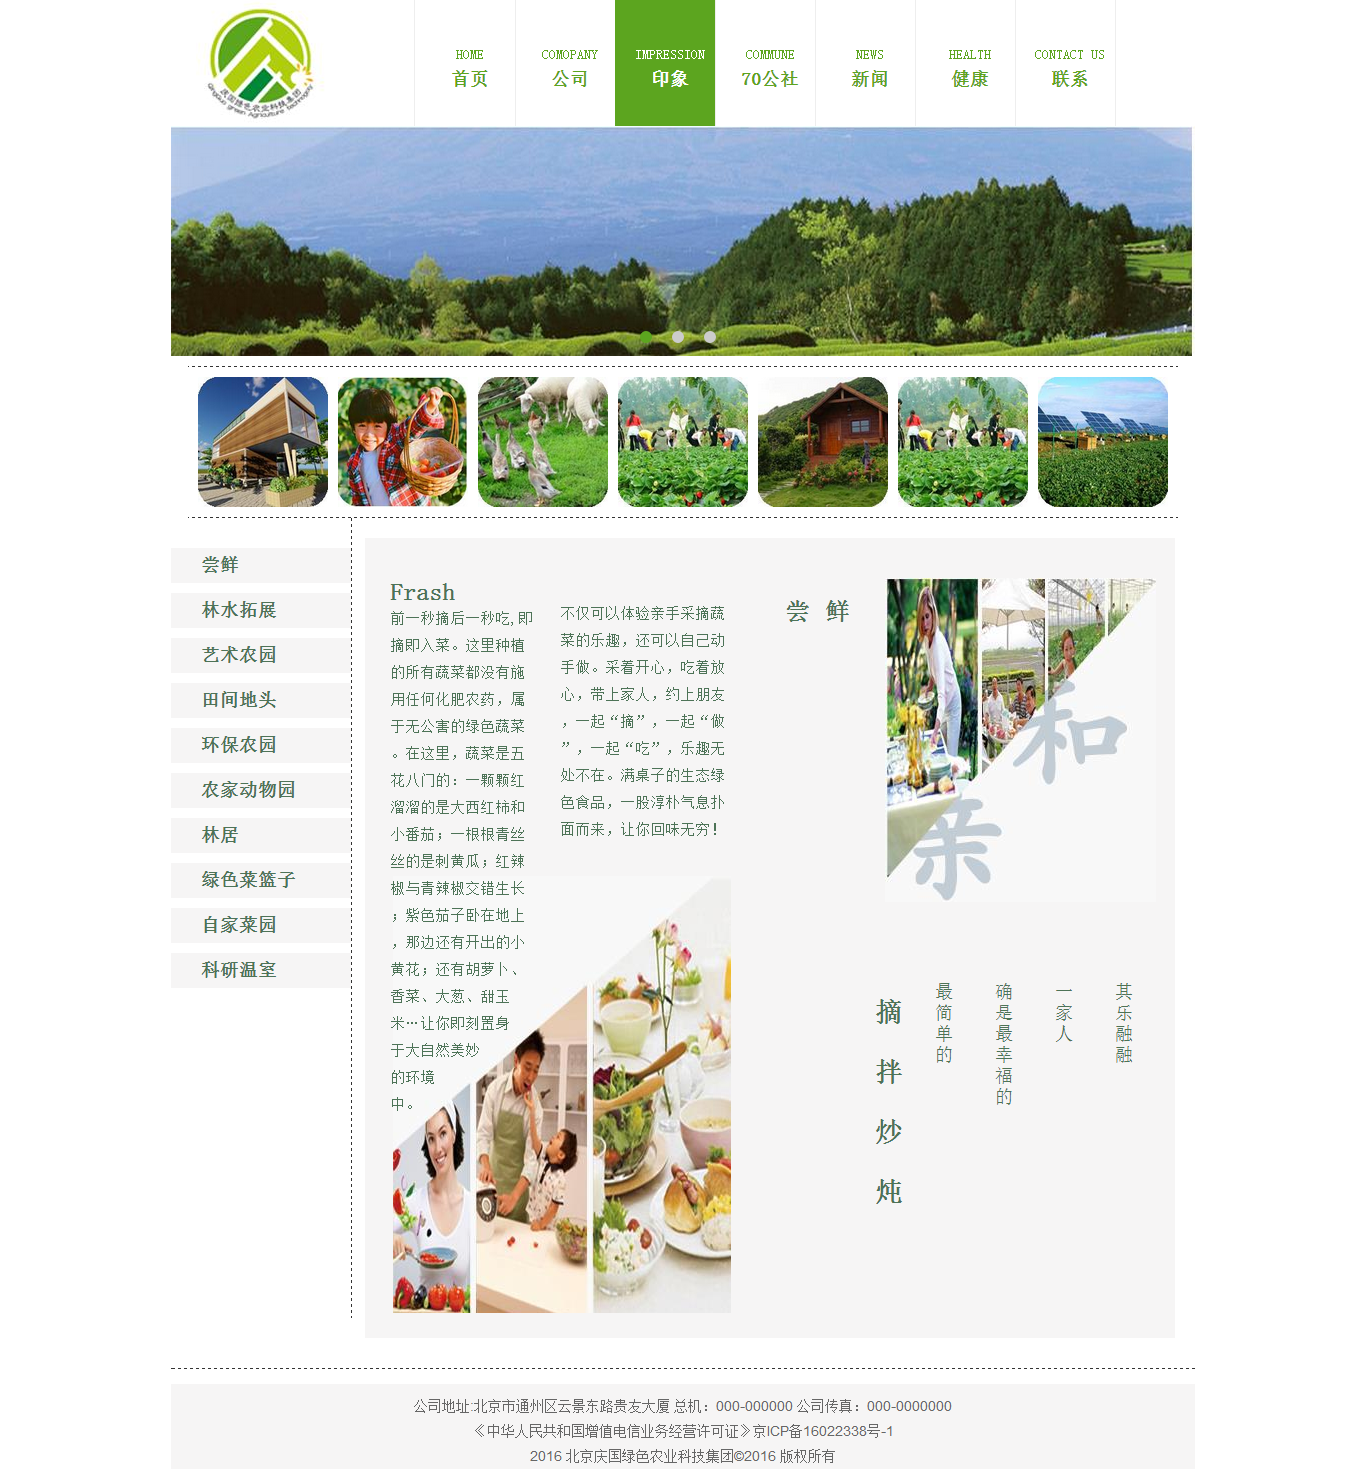 庆国绿色农业科技集团
Qingguo green Agriculture technology
HOME
首页
COMOPANY
公司
IMPRESSION
印象
COMMUNE
70公社
NEWS
新闻
HEALTH
健康
CONTACT US
联系
尝鲜
林水拓展
艺术农园
田间地头
环保农园
农家动物园
林居
绿色菜篮子
自家菜园
科研温室
Frash
前一秒摘后一秒吃,即
摘即入菜。这里种植
的所有蔬菜都没有施
用任何化肥农药，属
于无公害的绿色蔬菜
。在这里，蔬菜是五
花八门的：一颗颗红
溜溜的是大西红柿和
小番茄；一根根青丝
丝的是刺黄瓜；红辣
椒与青辣椒交错生长
；紫色茄子卧在地上
，那边还有开出的小
黄花；还有胡萝卜、
香菜、大葱、甜玉
米…让你即刻置身
于大自然美妙
的环境
中。
不仅可以体验亲手采摘蔬
菜的乐趣，还可以自己动
手做。采着开心，吃着放
心，带上家人，约上朋友
，一起“摘”，一起“做
”，一起“吃”，乐趣无
处不在。满桌子的生态绿
色食品，一股淳朴气息扑
面而来，让你回味无穷！
尝 鲜
和
亲
摘 拌 炒 炖
最简单的
确是最幸福的
一家人
其乐融融
公司地址:北京市通州区云景东路贵友大厦 总机：000-000000 公司传真：000-0000000
《中华人民共和国增值电信业务经营许可证》京ICP备16022338号-1
2016 北京庆国绿色农业科技集团©2016 版权所有